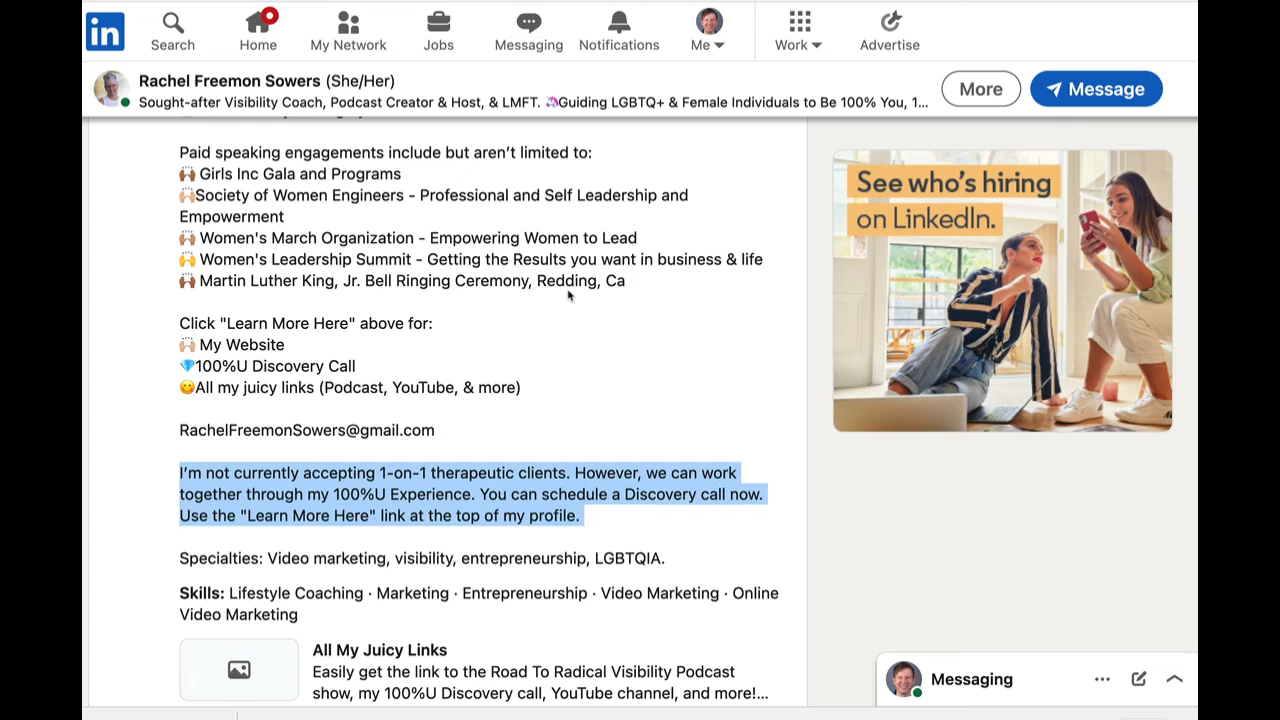 in
Search
Home
My Network
Jobs
Messaging
Notifications
Me
Work
Advertise
Rachel Freemon Sowers (She/Her)
Sought-after Visibility Coach, Podcast Creator & Host, & LMFT. 🦄Guiding LGBTQ+ & Female Individuals to Be 100% You, 1...
More
Message
Paid speaking engagements include but aren’t limited to:
🙌🏾 Girls Inc Gala and Programs
🙌🏼Society of Women Engineers - Professional and Self Leadership and
Empowerment
🙌🏽 Women's March Organization - Empowering Women to Lead
🙌 Women's Leadership Summit - Getting the Results you want in business & life
🙌🏾 Martin Luther King, Jr. Bell Ringing Ceremony, Redding, Ca
Click "Learn More Here" above for:
🙌🏼 My Website
💎100%U Discovery Call
😋All my juicy links (Podcast, YouTube, & more)
RachelFreemonSowers@gmail.com
I’m not currently accepting 1-on-1 therapeutic clients. However, we can work
together through my 100%U Experience. You can schedule a Discovery call now.
Use the "Learn More Here" link at the top of my profile.
Specialties: Video marketing, visibility, entrepreneurship, LGBTQIA.
Skills: Lifestyle Coaching · Marketing · Entrepreneurship · Video Marketing · Online
Video Marketing
All My Juicy Links
Easily get the link to the Road To Radical Visibility Podcast
show, my 100%U Discovery call, YouTube channel, and more!...
See who’s hiring
on LinkedIn.
Messaging